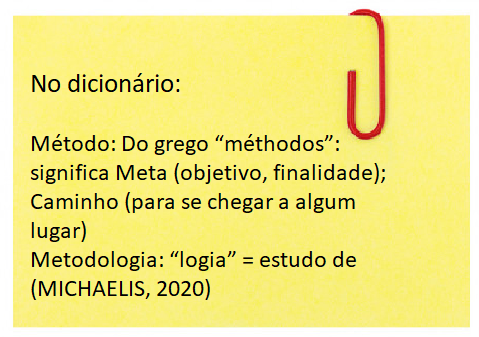 No dicionário:
Método: Do grego “méthodos”:
significa Meta (objetivo, finalidade);
Caminho (para se chegar a algum
lugar)
Metodologia: “logia” = estudo de
(MICHAELIS, 2020)